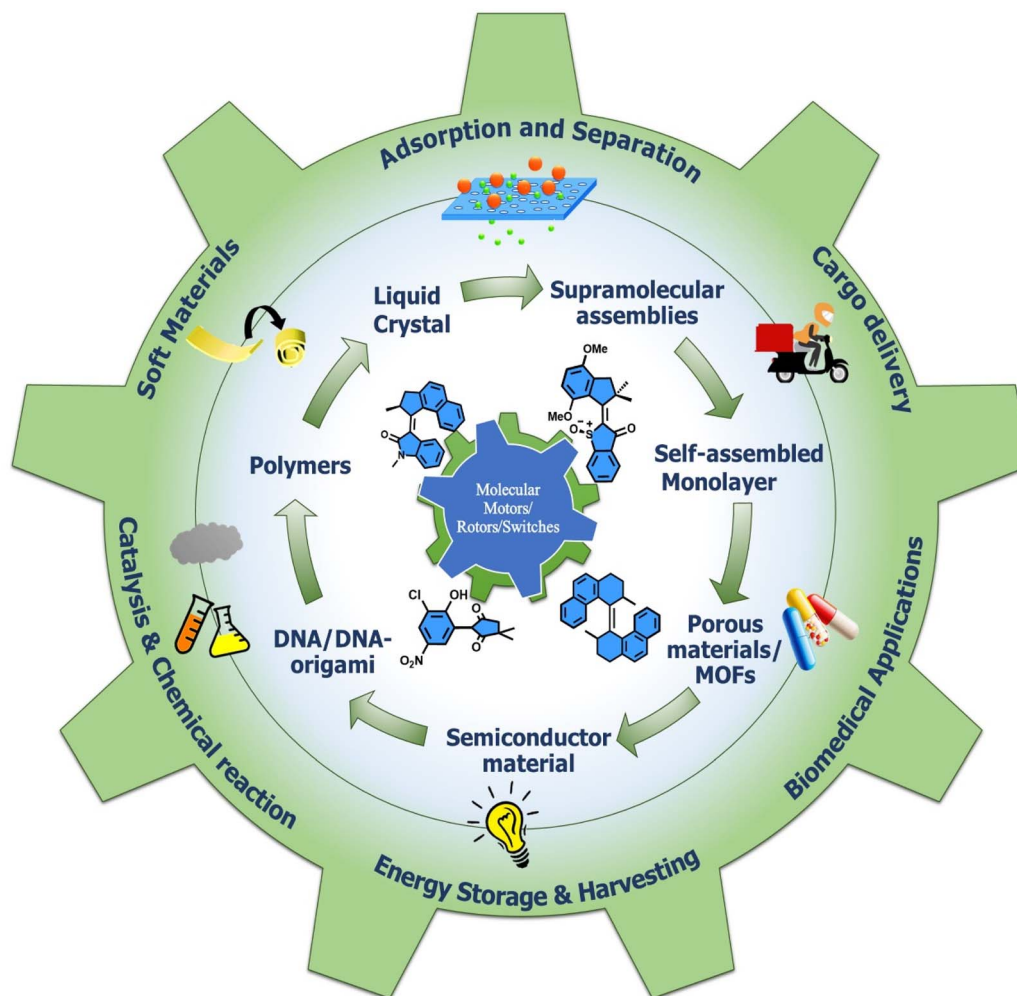 Adsorption and Separation
Cargo delivery
Biomedical Applications
Energy Storage & Harvesting
Catalysis & Chemical reaction
Soft Materials
Liquid
Crystal
Supramolecular
assemblies
Self-assembled
Monolayer
Porous
materials/
MOFs
Semiconductor
material
DNA/DNA-
origami
Polymers
Molecular
Motors/
Rotors/Switches
O
N
OMe
MeO
O
S
− +
O
Cl
OH
O
O
NO₂